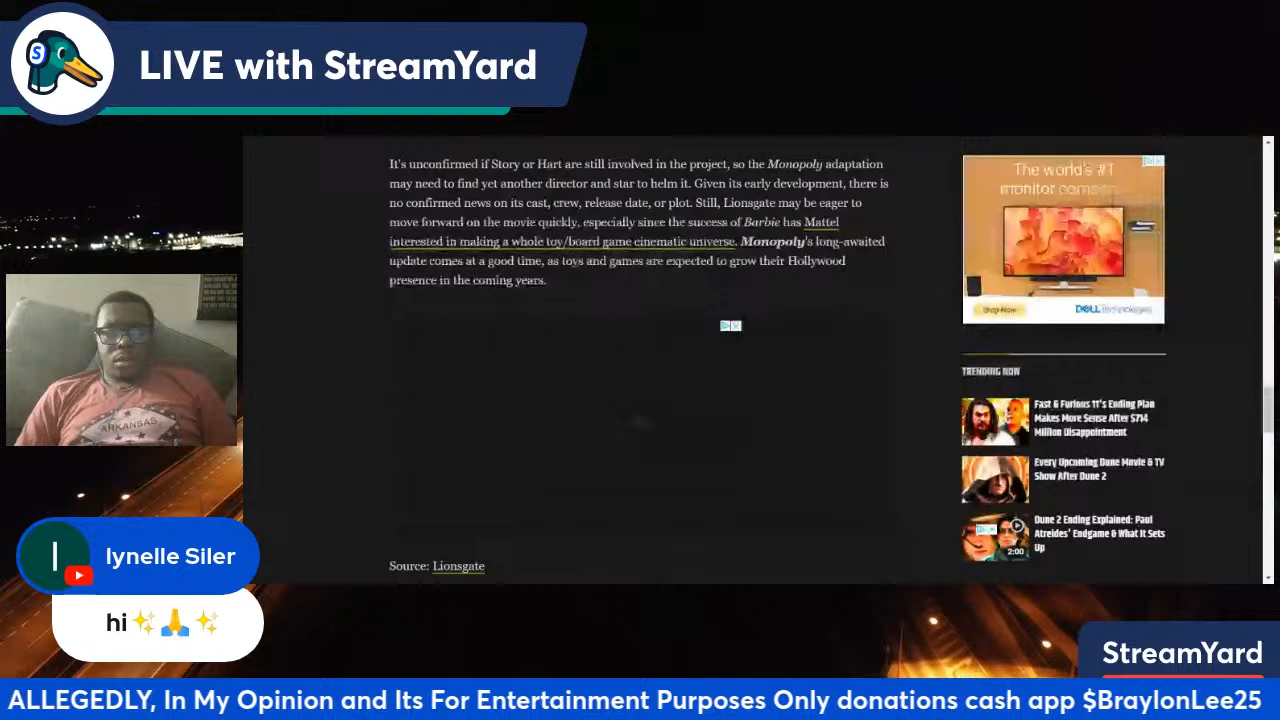 LIVE with StreamYard
It's unconfirmed if Story or Hart are still involved in the project, so the Monopoly adaptation
may need to find yet another director and star to helm it. Given its early development, there is
no confirmed news on its cast, crew, release date, or plot. Still, Lionsgate may be eager to
move forward on the movie quickly, especially since the success of Barbie has Mattel
interested in making a whole toy/board game cinematic universe. Monopoly's long-awaited
update comes at a good time, as toys and games are expected to grow their Hollywood
presence in the coming years.
Source: Lionsgate
The world's #1
monitor
Shop Now
DELL Technologies
TRENDING NOW
Fast & Furious 11's Ending Plan
Makes More Sense After $714
Million Disappointment
Every Upcoming Dune Movie & TV
Show After Dune 2
Dune 2 Ending Explained: Paul
Atreides' Endgame & What It Sets
Up
2:00
ARKANSAS
l
lynelle Siler
hi✨🙏✨
StreamYard
ALLEGEDLY, In My Opinion and Its For Entertainment Purposes Only donations cash app $BraylonLee25